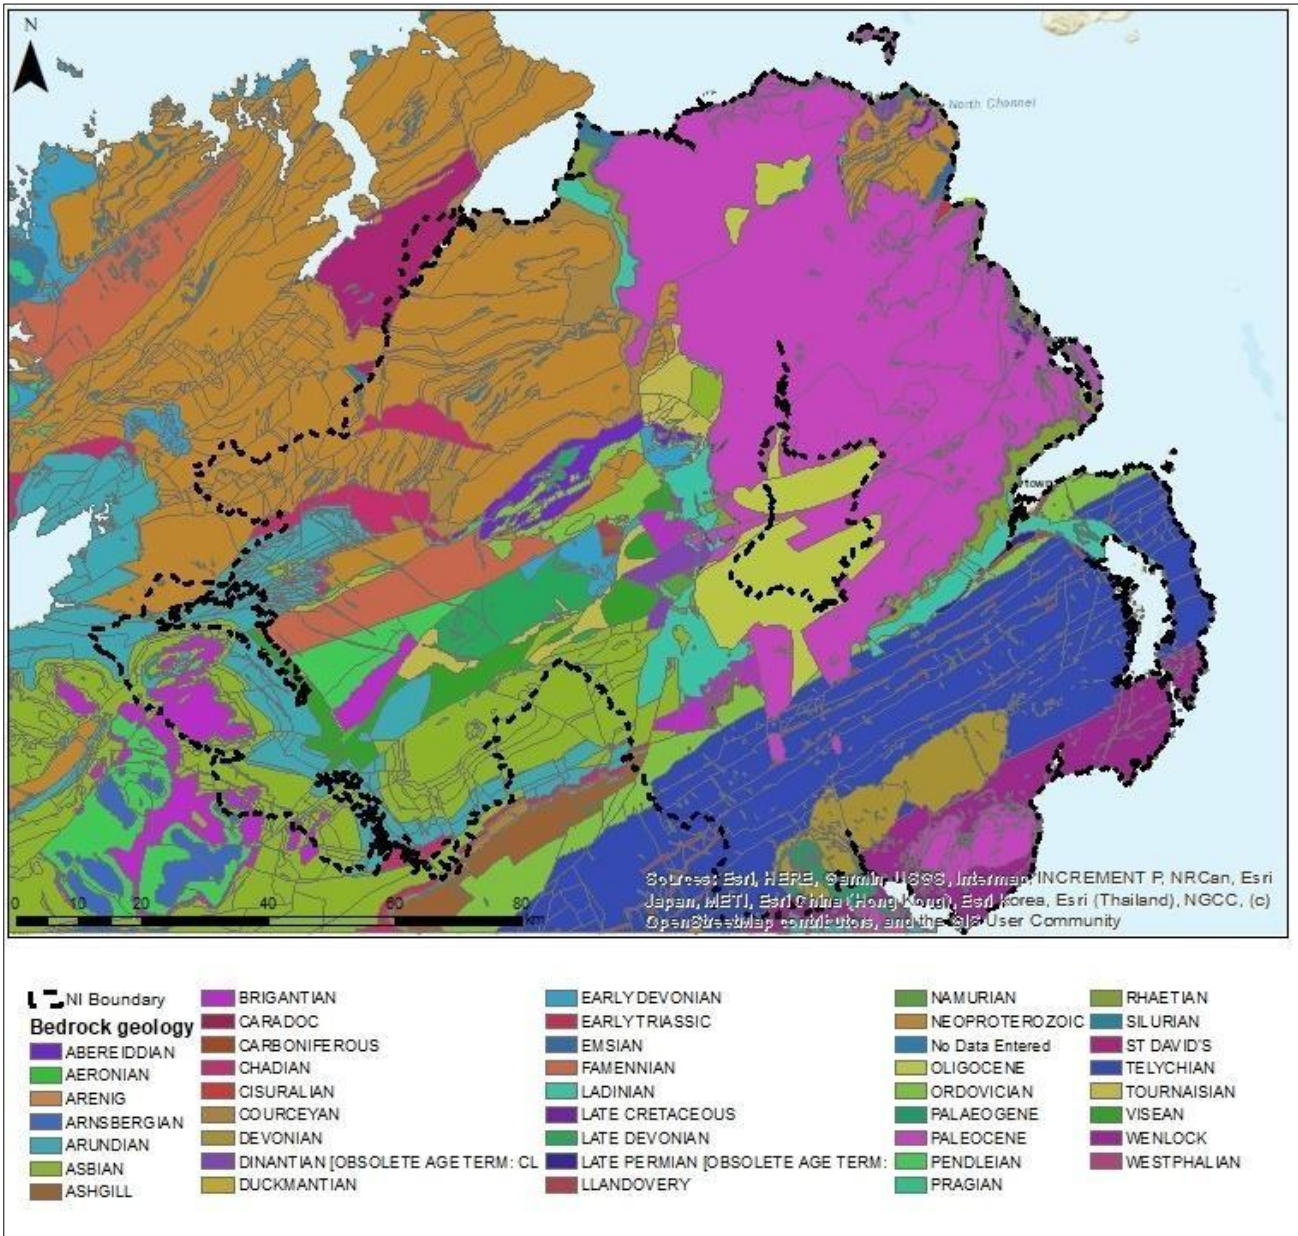 N
North Channel
0 10 20 40 60 80
km
Sources: Esri, HERE, Garmin, USGS, Intermap, INCREMENT P, NRCan, Esri
Japan, METI, Esri China (Hong Kong), Esri Korea, Esri (Thailand), NGCC, (c)
OpenStreetMap contributors, and the GIS User Community
NI Boundary
Bedrock geology
ABEREIDDIAN
AERONIAN
ARENIG
ARNSBERGIAN
ARUNDIAN
ASBIAN
ASHGILL
BRIGANTIAN
CARADOC
CARBONIFEROUS
CHADIAN
CISURALIAN
COURCEYAN
DEVONIAN
DINANTIAN [OBSOLETE AGE TERM: CL
DUCKMANTIAN
EARLY DEVONIAN
EARLY TRIASSIC
EMSIAN
FAMENNIAN
LADINIAN
LATE CRETACEOUS
LATE DEVONIAN
LATE PERMIAN [OBSOLETE AGE TERM:
LLANDOVERY
NAMURIAN
NEOPROTEROZOIC
No Data Entered
OLIGOCENE
ORDOVICIAN
PALAEOGENE
PALEOCENE
PENDLEIAN
PRAGIAN
RHAETIAN
SILURIAN
ST DAVID'S
TELYCHIAN
TOURNAISIAN
VISEAN
WENLOCK
WESTPHALIAN